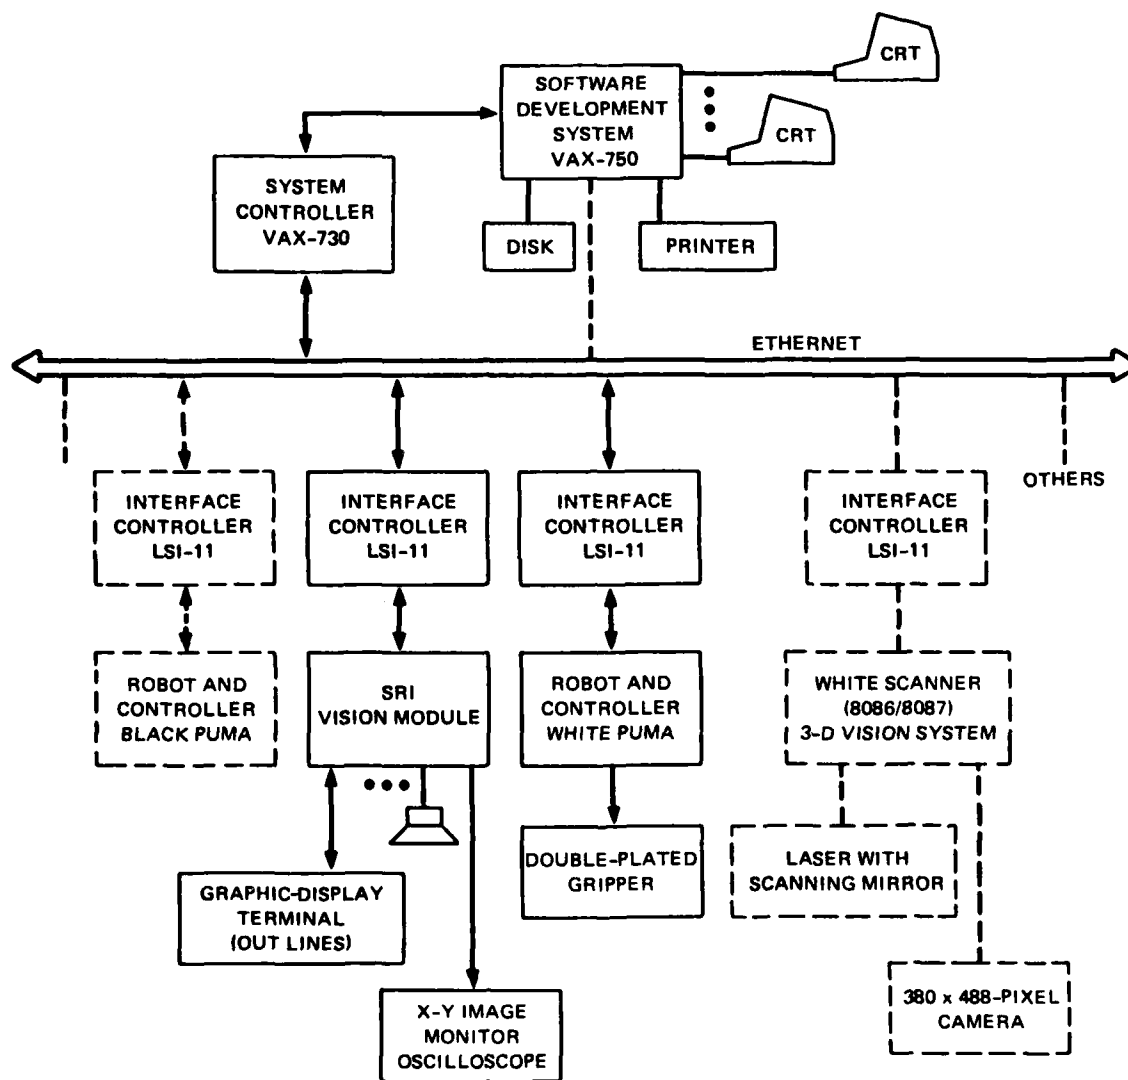 CRT
SOFTWARE
DEVELOPMENT
SYSTEM
VAX-750
CRT
SYSTEM
CONTROLLER
VAX-730
DISK
PRINTER
ETHERNET
OTHERS
INTERFACE
CONTROLLER
LSI-11
INTERFACE
CONTROLLER
LSI-11
INTERFACE
CONTROLLER
LSI-11
INTERFACE
CONTROLLER
LSI-11
ROBOT AND
CONTROLLER
BLACK PUMA
SRI
VISION MODULE
ROBOT AND
CONTROLLER
WHITE PUMA
WHITE SCANNER
(8086/8087)
3-D VISION SYSTEM
GRAPHIC-DISPLAY
TERMINAL
(OUT LINES)
DOUBLE-PLATED
GRIPPER
LASER WITH
SCANNING MIRROR
X-Y IMAGE
MONITOR
OSCILLOSCOPE
380 x 488-PIXEL
CAMERA